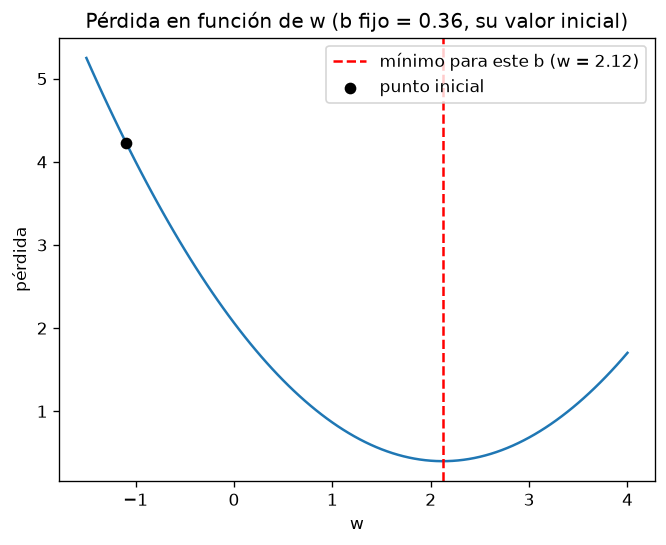 Pérdida en función de w (b fijo = 0.36, su valor inicial)
mínimo para este b (w = 2.12)
punto inicial
5
4
3
2
1
pérdida
−1
0
1
2
3
4
w